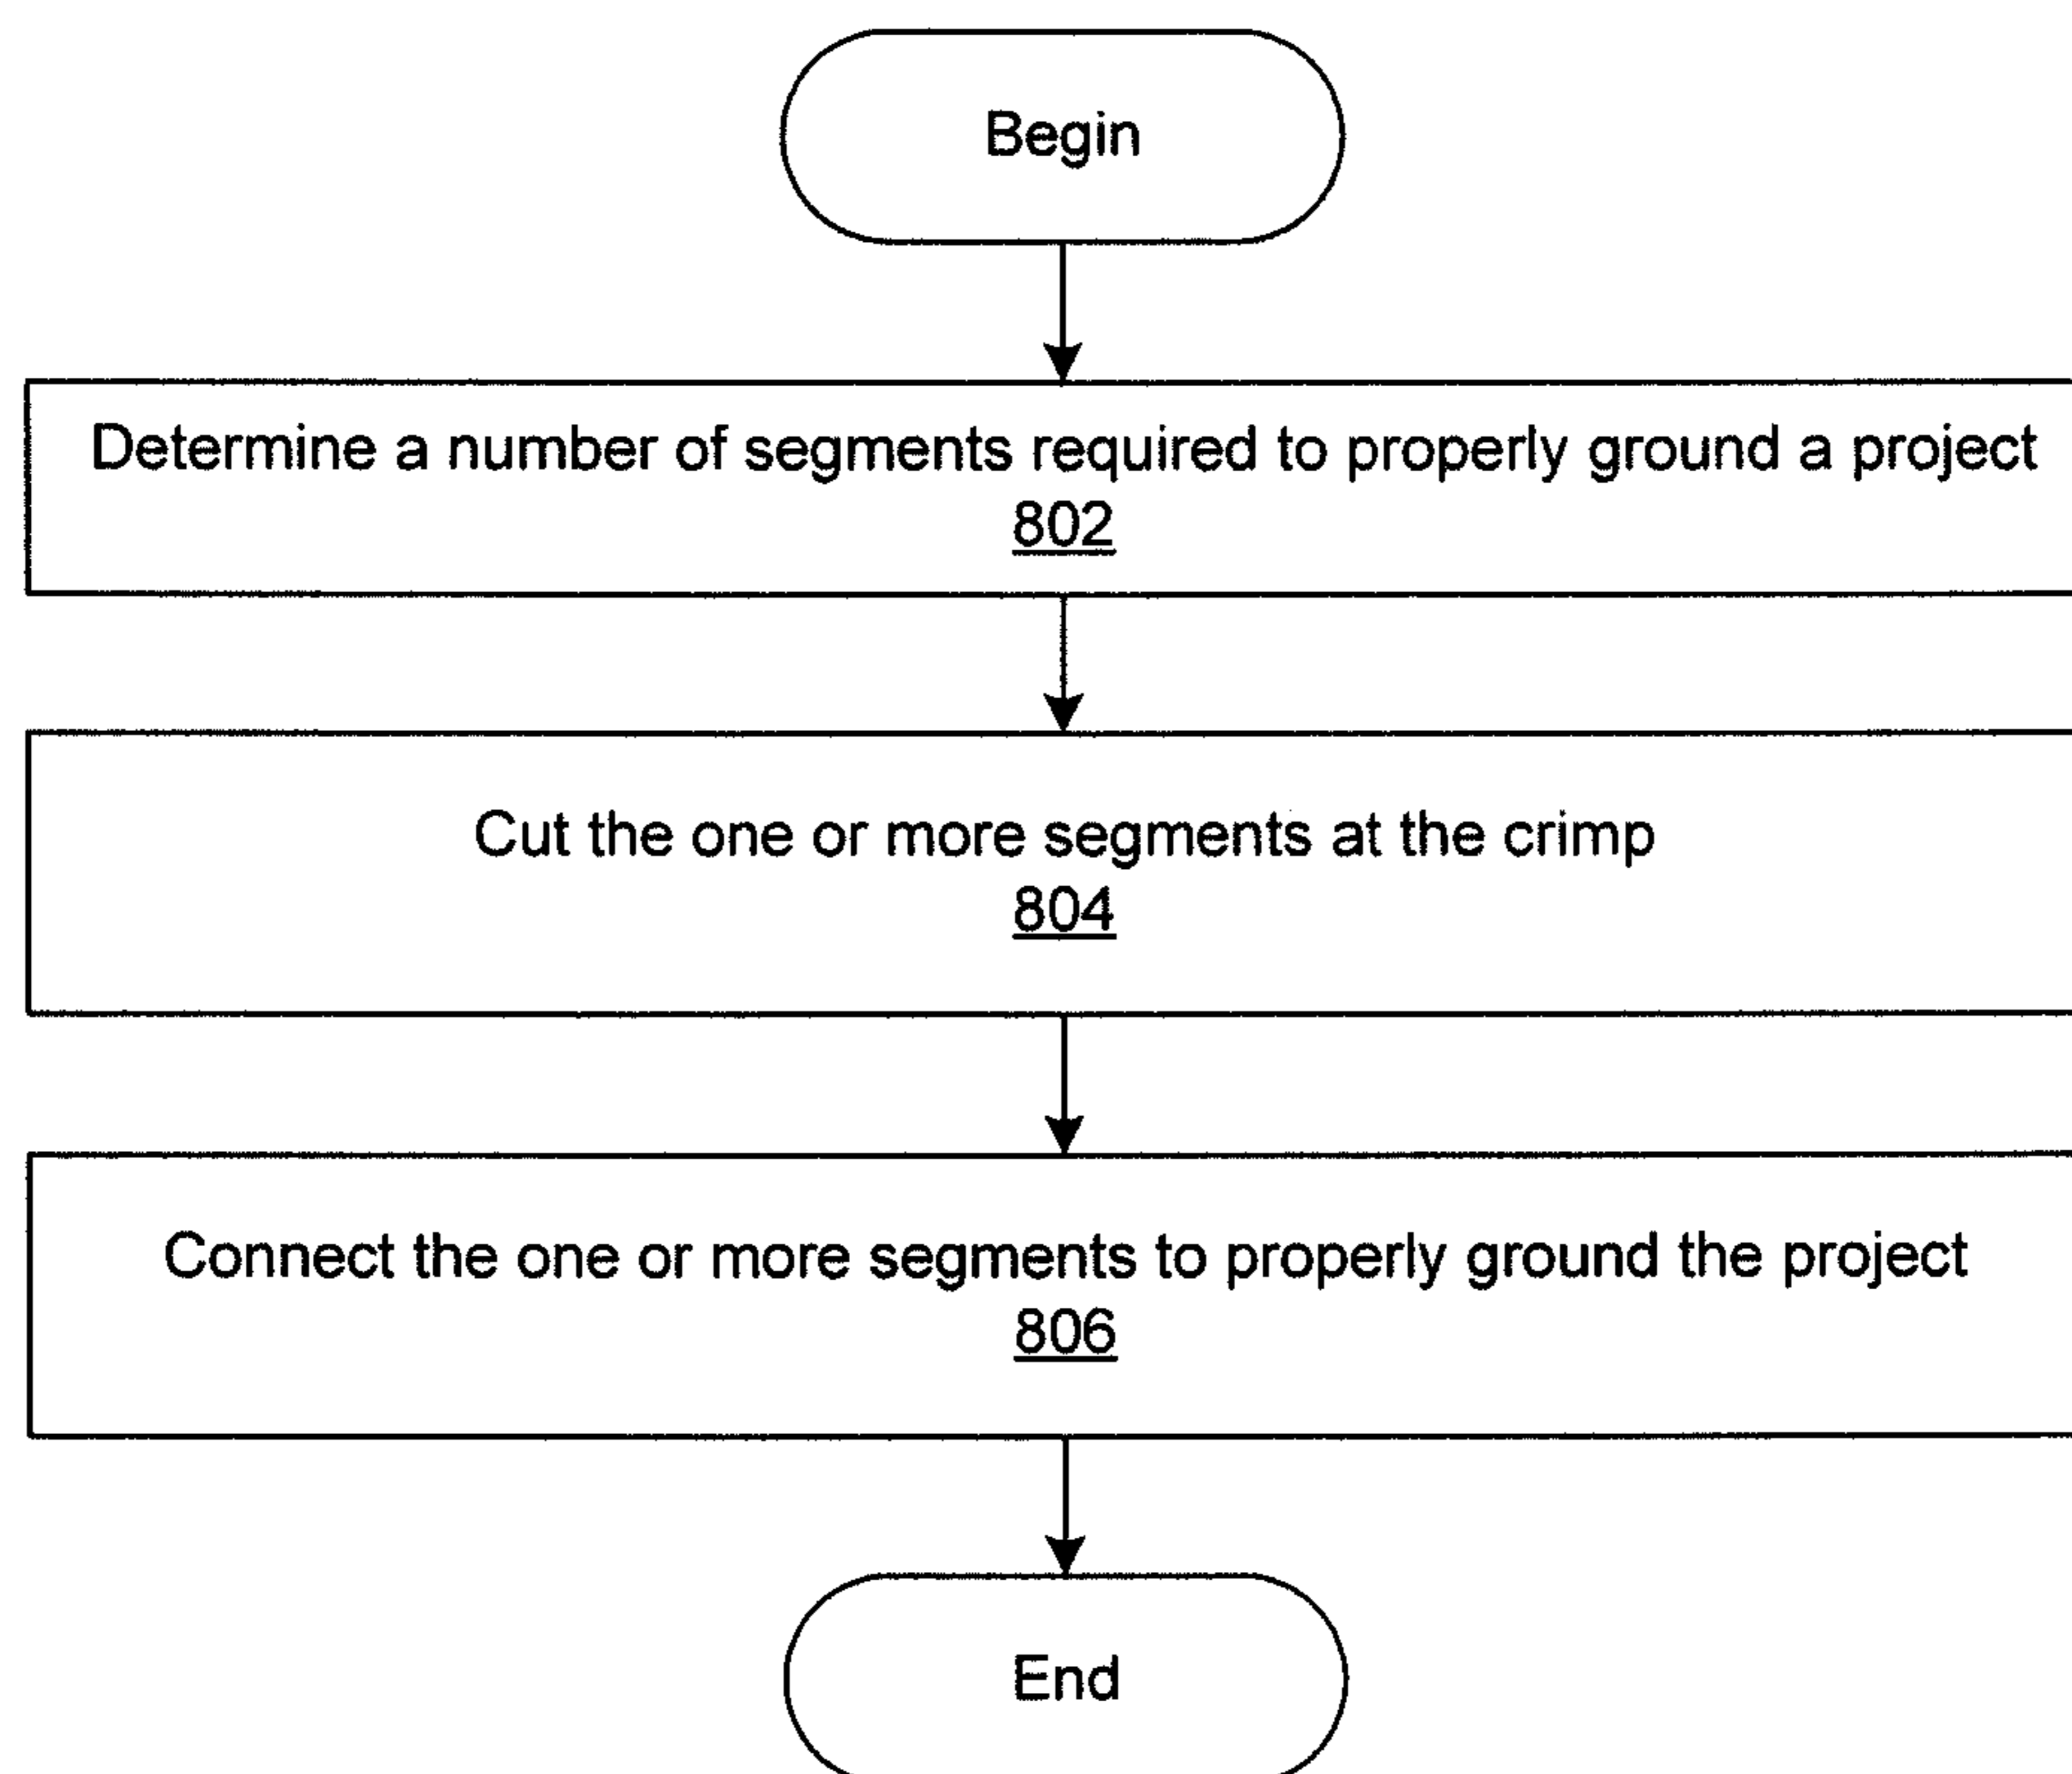 Begin
Determine a number of segments required to properly ground a project
802
Cut the one or more segments at the crimp
804
Connect the one or more segments to properly ground the project
806
End